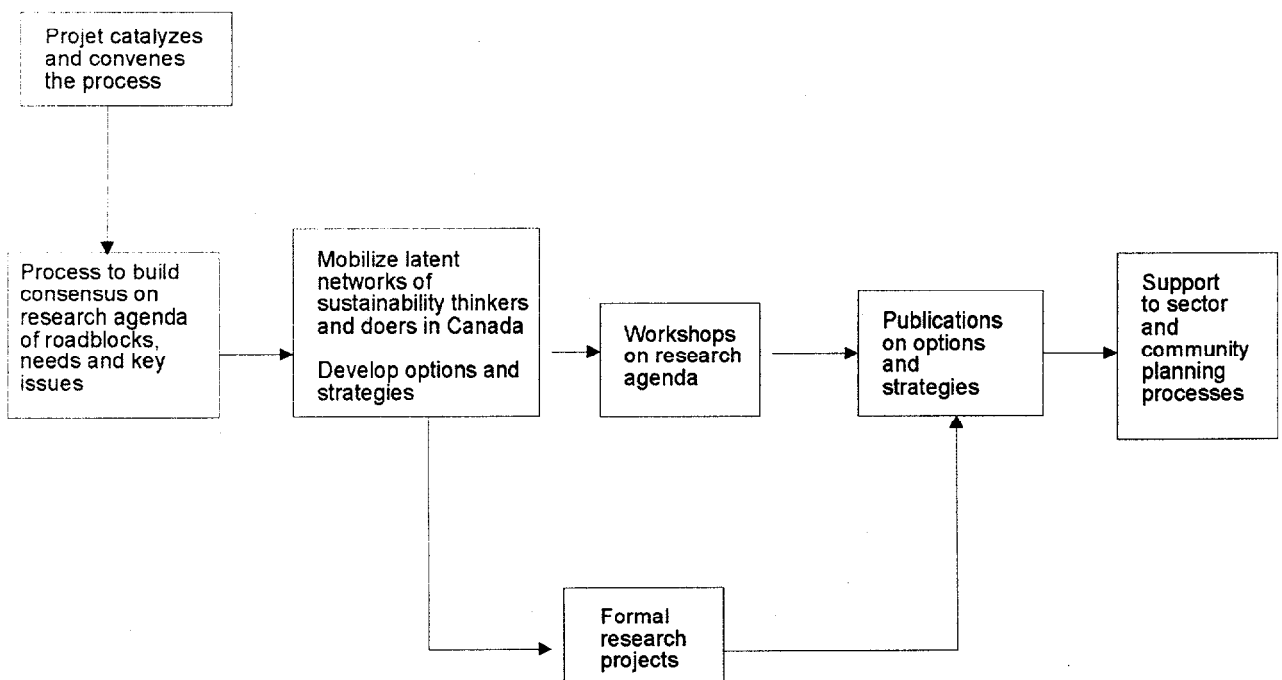 Projet catalyzes
and convenes
the process
Process to build
consensus on
research agenda
of roadblocks,
needs and key
issues
Mobilize latent
networks of
sustainability thinkers
and doers in Canada
Develop options and
strategies
Workshops
on research
agenda
Publications
on options
and
strategies
Support
to sector
and
community
planning
processes
Formal
research
projects